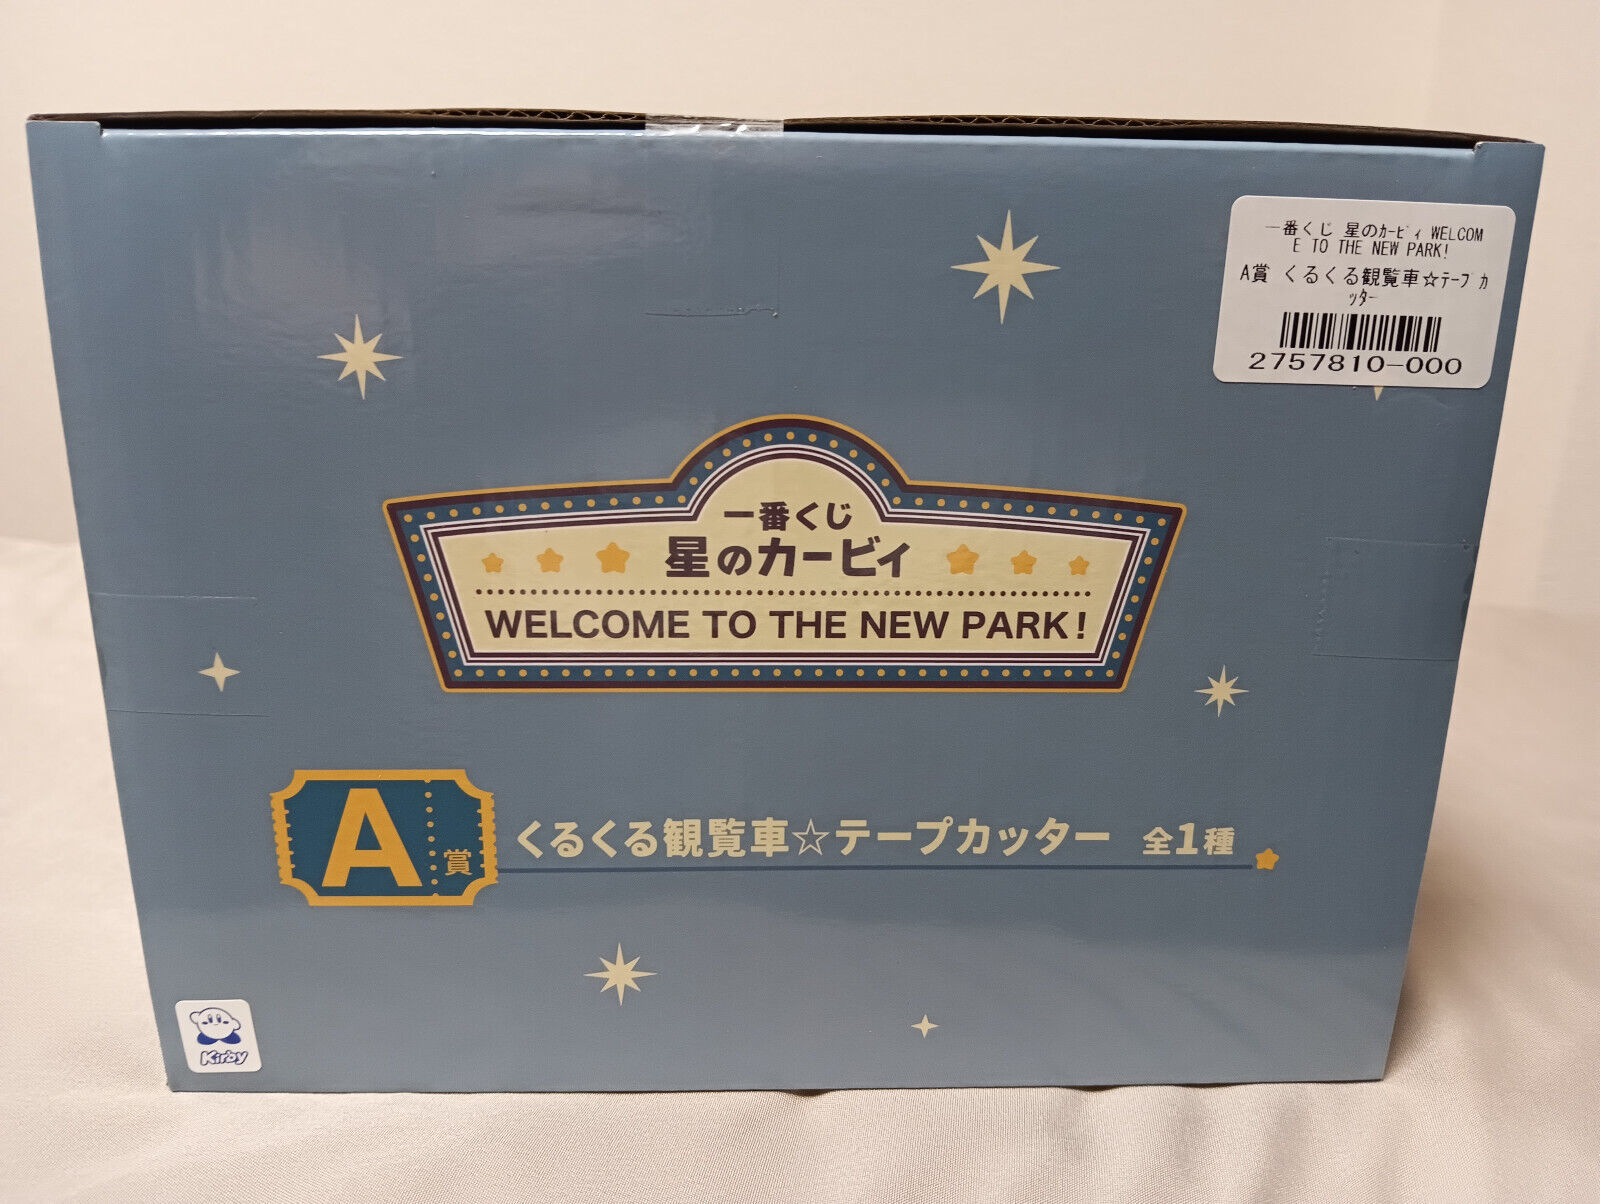 一番くじ 星のカービィ WELCOM
E TO THE NEW PARK!
A賞 くるくる観覧車☆テープカ
ッター
2757810-000
一番くじ
星のカービィ
WELCOME TO THE NEW PARK!
A賞 くるくる観覧車☆テープカッター 全1種
Kirby